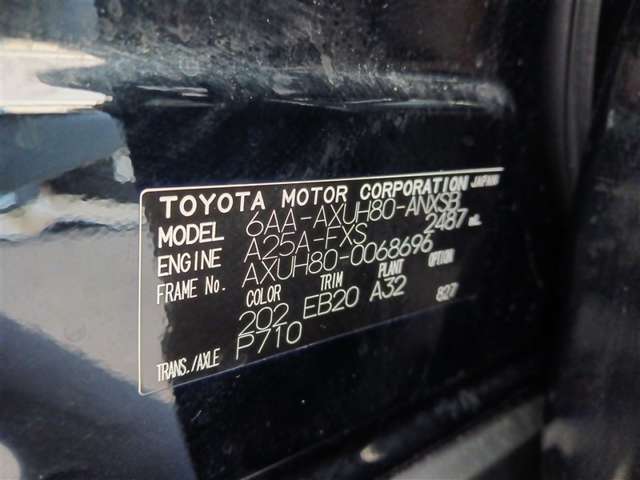 TOYOTA MOTOR CORPORATION JAPAN
MODEL 6AA-AXUH80-ANXSB
ENGINE A25A-FXS 2487 mL
FRAME No. AXUH80-0068696
COLOR TRIM PLANT OPTION
202 EB20 A32 827
TRANS./AXLE P710